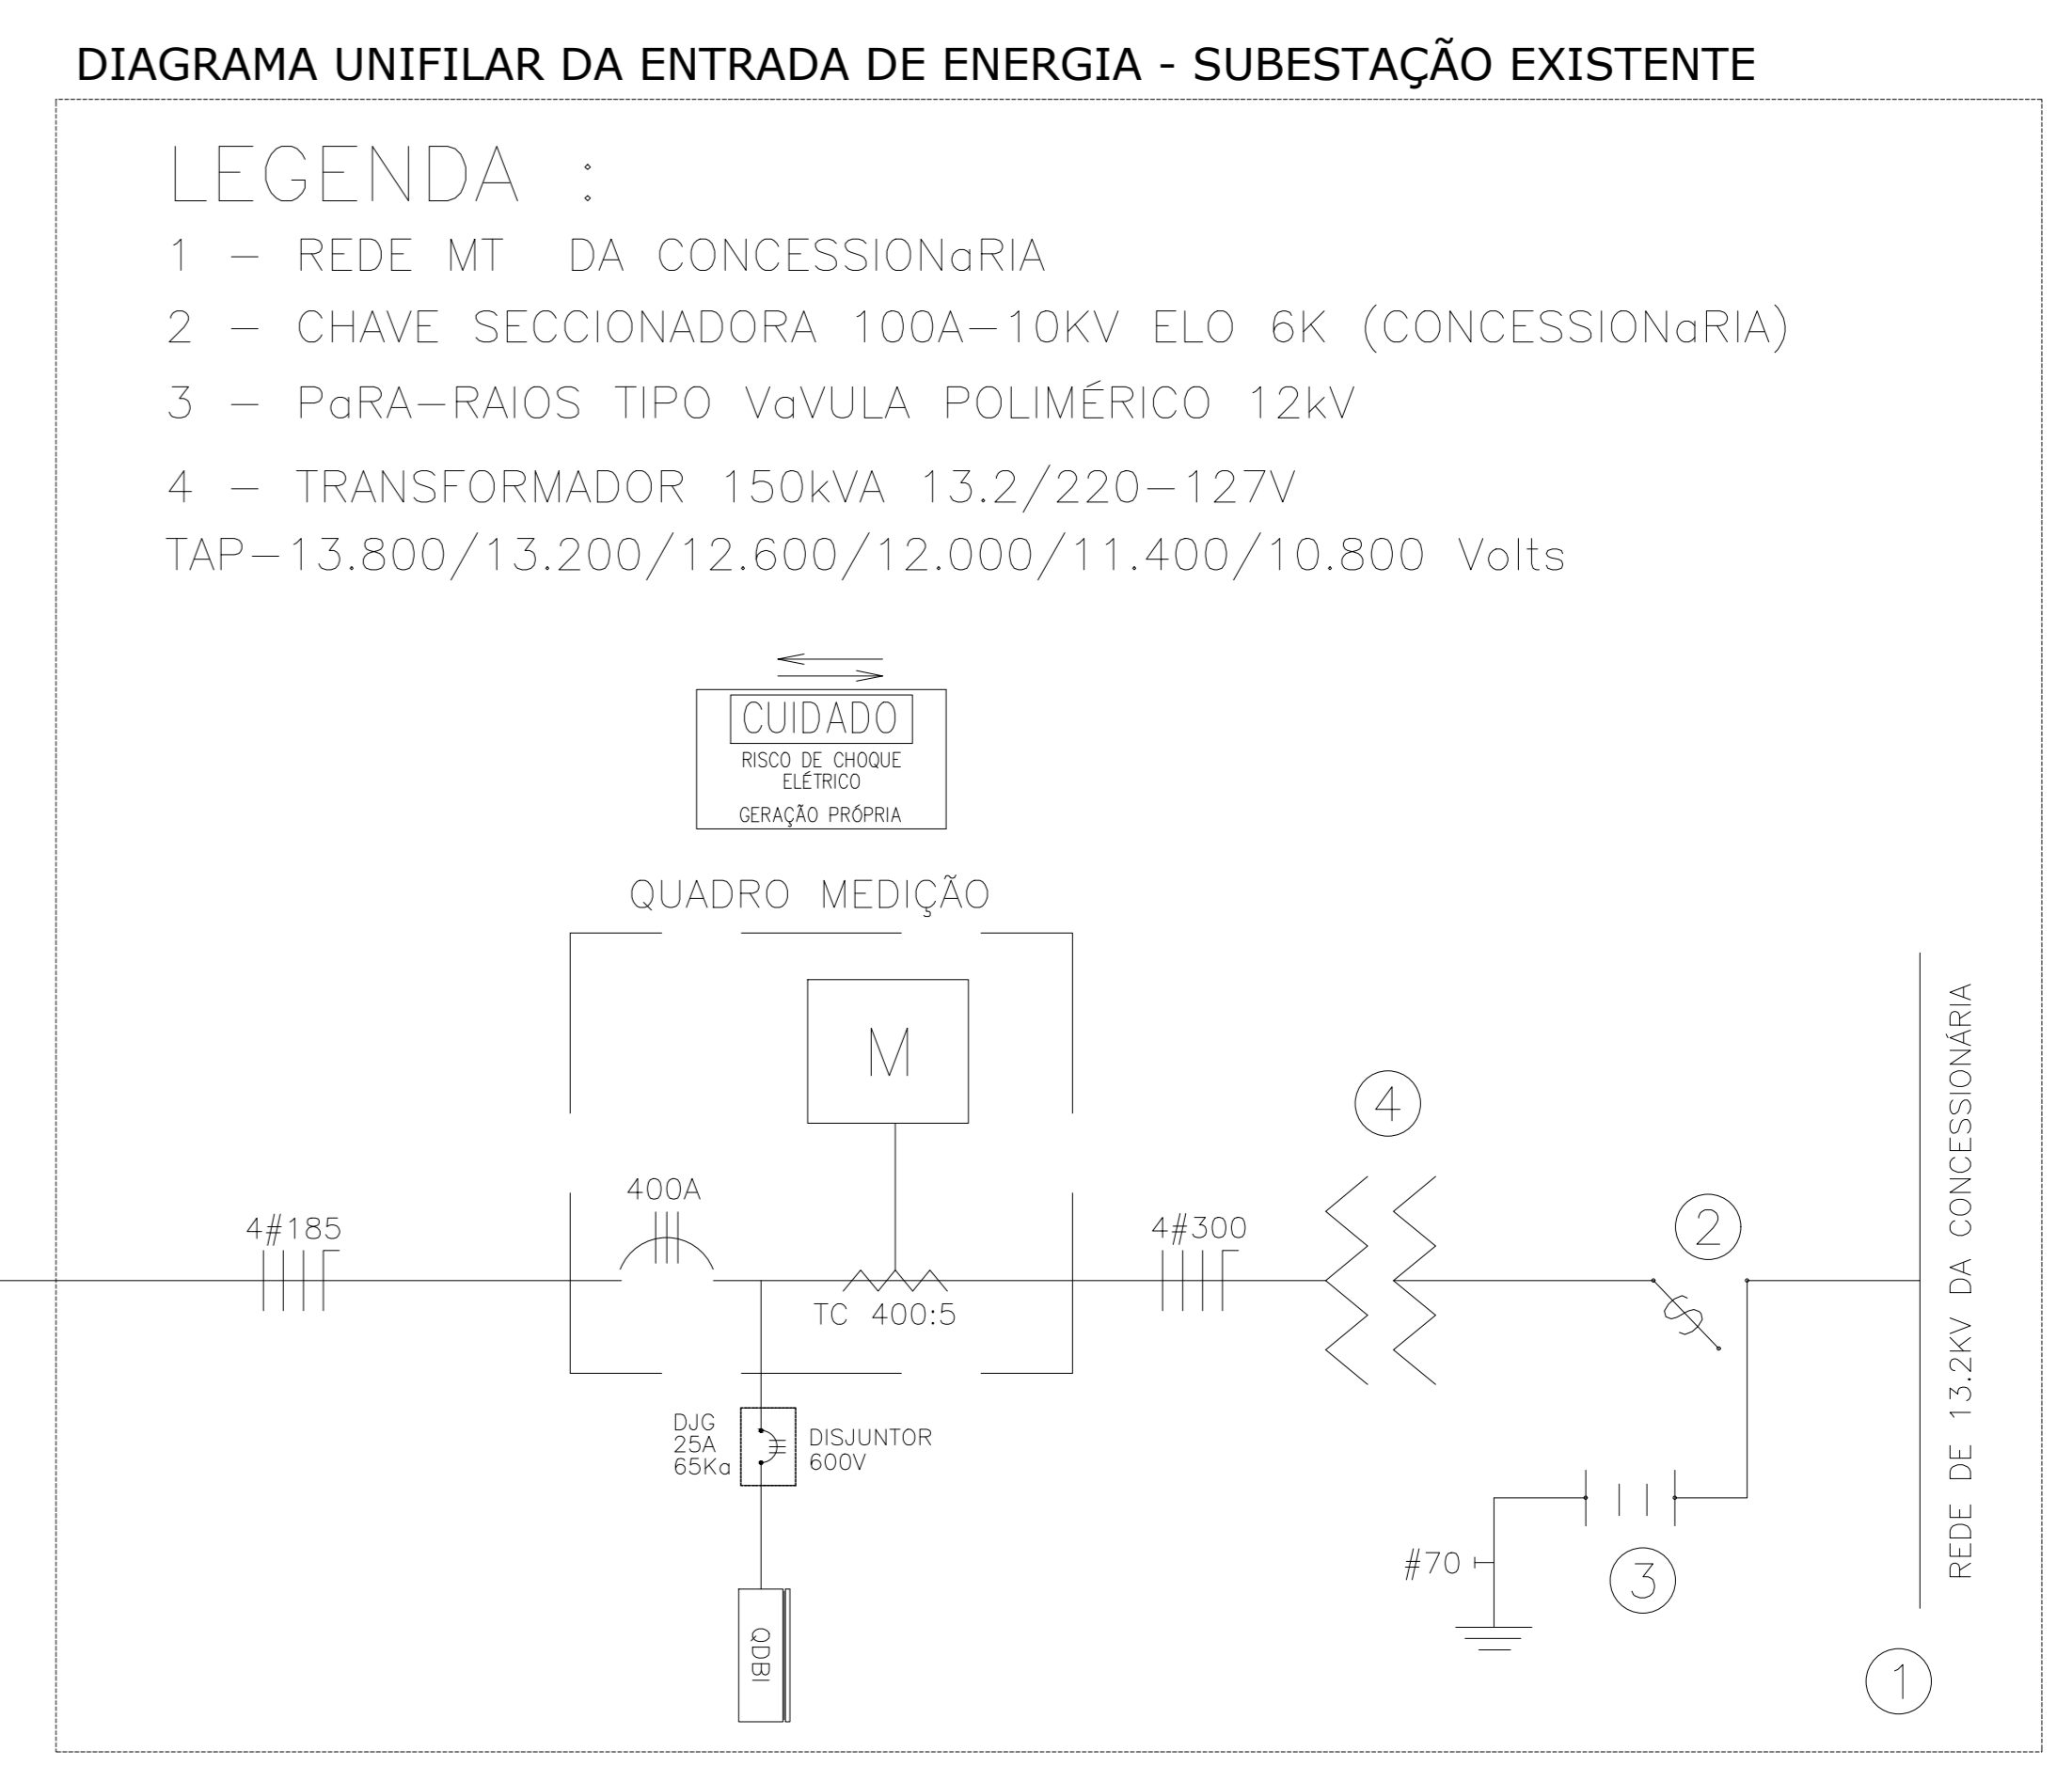 DIAGRAMA UNIFILAR DA ENTRADA DE ENERGIA - SUBESTAÇÃO EXISTENTE
LEGENDA :
1 - REDE MT DA CONCESSIONaRIA
2 - CHAVE SECCIONADORA 100A-10KV ELO 6K (CONCESSIONaRIA)
3 - PaRA-RAIOS TIPO VaVULA POLIMÉRICO 12kV
4 - TRANSFORMADOR 150kVA 13.2/220-127V
TAP-13.800/13.200/12.600/12.000/11.400/10.800 Volts
CUIDADO
RISCO DE CHOQUE
ELÉTRICO
GERAÇÃO PRÓPRIA
QUADRO MEDIÇÃO
M
400A
4#185
TC 400:5
4#300
4
2
REDE DE 13.2KV DA CONCESSIONÁRIA
DJG
25A
65Ka
DISJUNTOR
600V
#70
3
QDBI
1